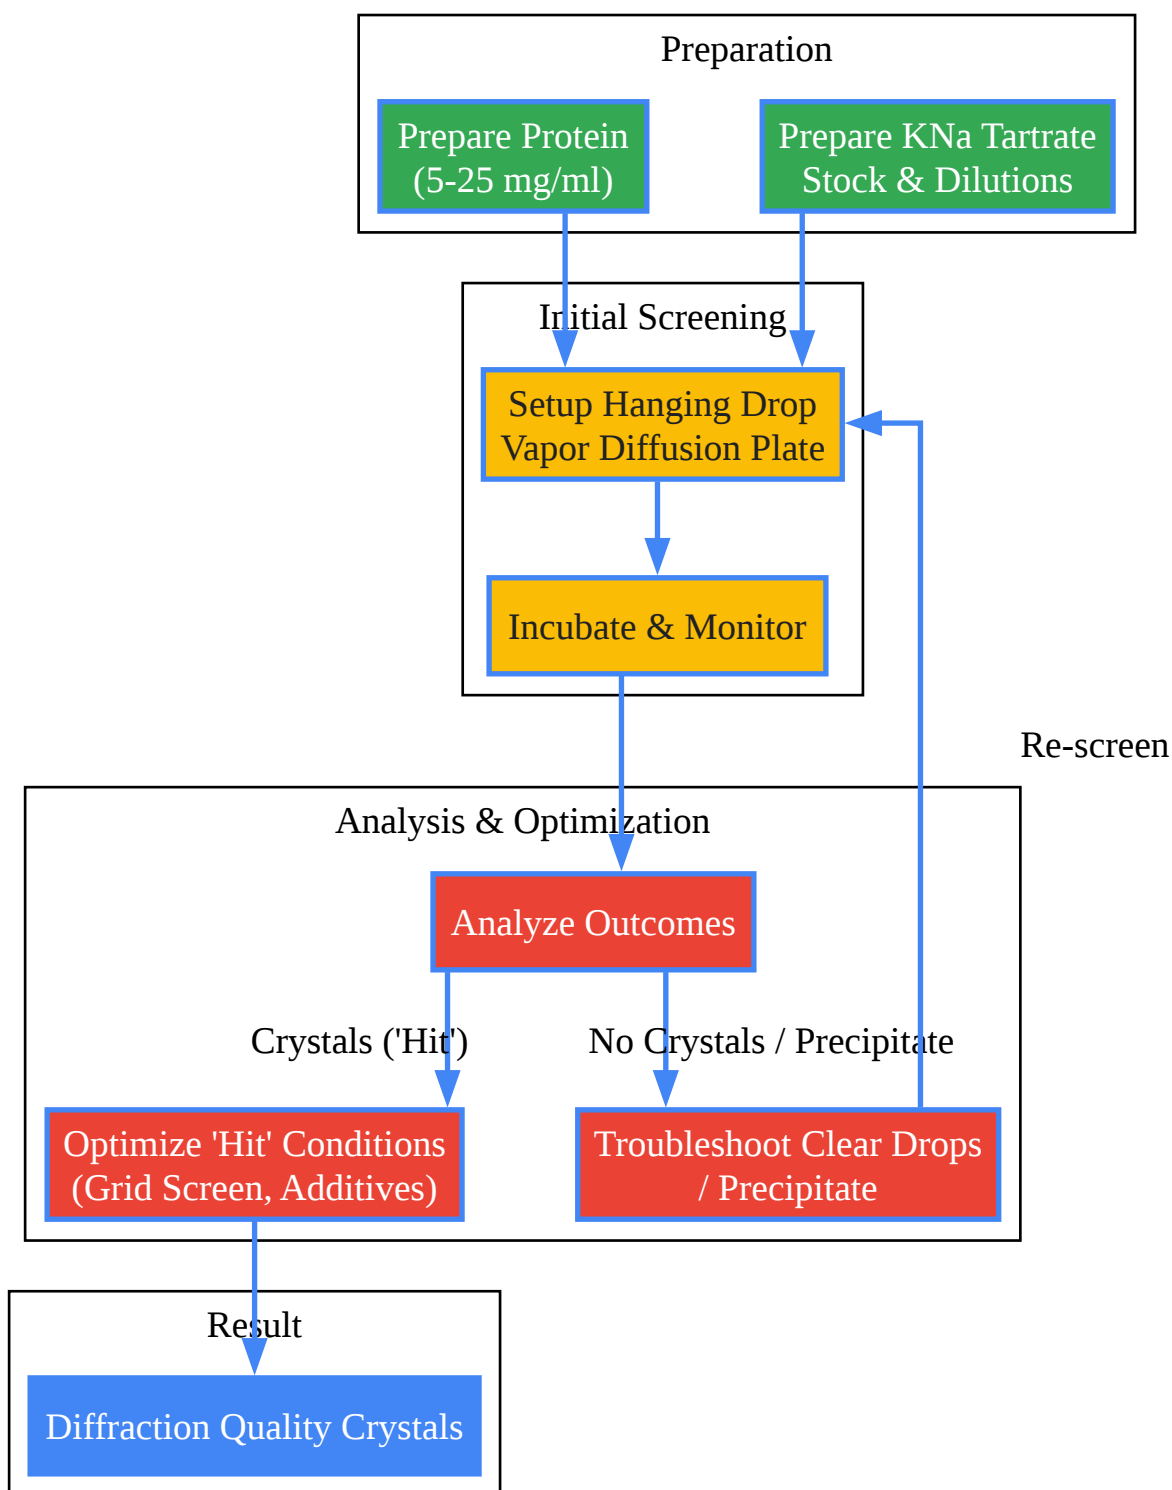 Preparation
Prepare Protein
(5-25 mg/ml)
Prepare KNa Tartrate
Stock & Dilutions
Initial Screening
Setup Hanging Drop
Vapor Diffusion Plate
Incubate & Monitor
Re-screen
Analysis & Optimization
Analyze Outcomes
Crystals ('Hit')
No Crystals / Precipitate
Optimize 'Hit' Conditions
(Grid Screen, Additives)
Troubleshoot Clear Drops
/ Precipitate
Result
Diffraction Quality Crystals